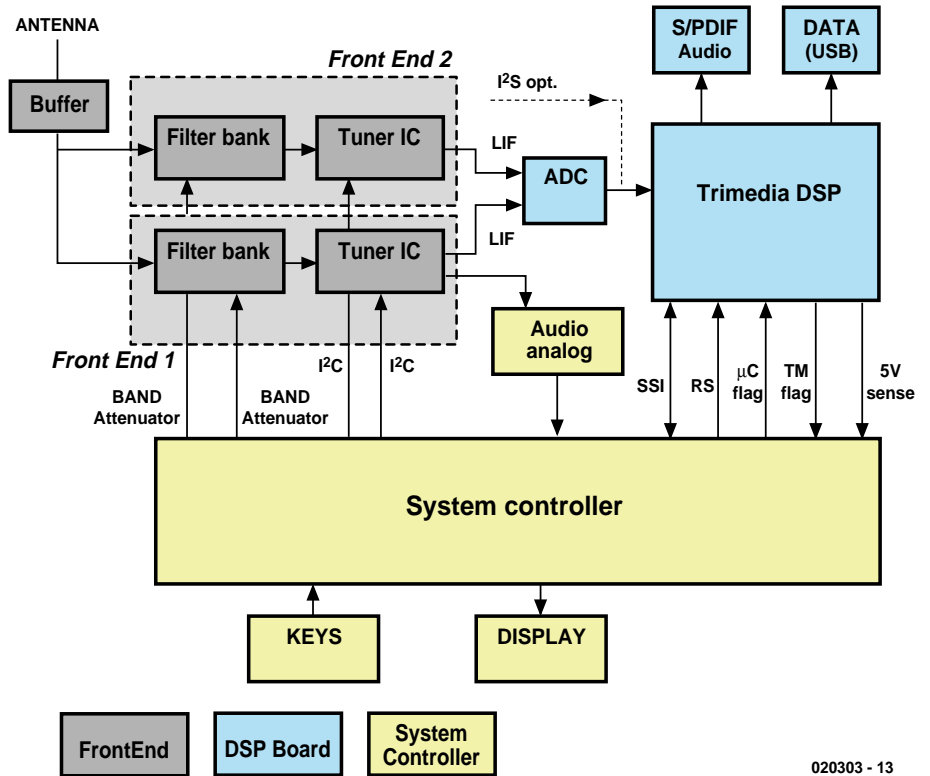 ANTENNA
Buffer
Front End 2
Filter bank
Tuner IC
Filter bank
Tuner IC
Front End 1
I²S opt.
LIF
LIF
ADC
S/PDIF
Audio
DATA
(USB)
Trimedia DSP
Audio
analog
BAND
Attenuator
BAND
Attenuator
I²C
I²C
SSI
RS
µC
flag
TM
flag
5V
sense
System controller
KEYS
DISPLAY
FrontEnd
DSP Board
System
Controller
020303 - 13